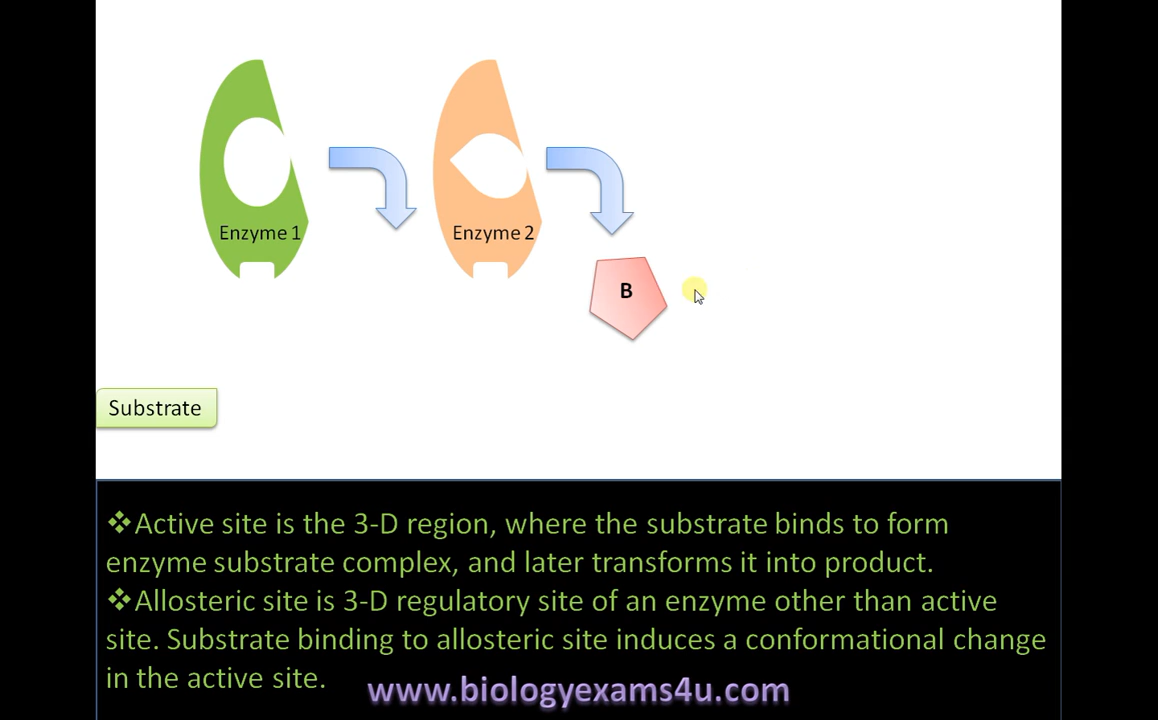 Enzyme 1
Enzyme 2
B
Substrate
❖Active site is the 3-D region, where the substrate binds to form
enzyme substrate complex, and later transforms it into product.
❖Allosteric site is 3-D regulatory site of an enzyme other than active
site. Substrate binding to allosteric site induces a conformational change
in the active site.
www.biologyexams4u.com